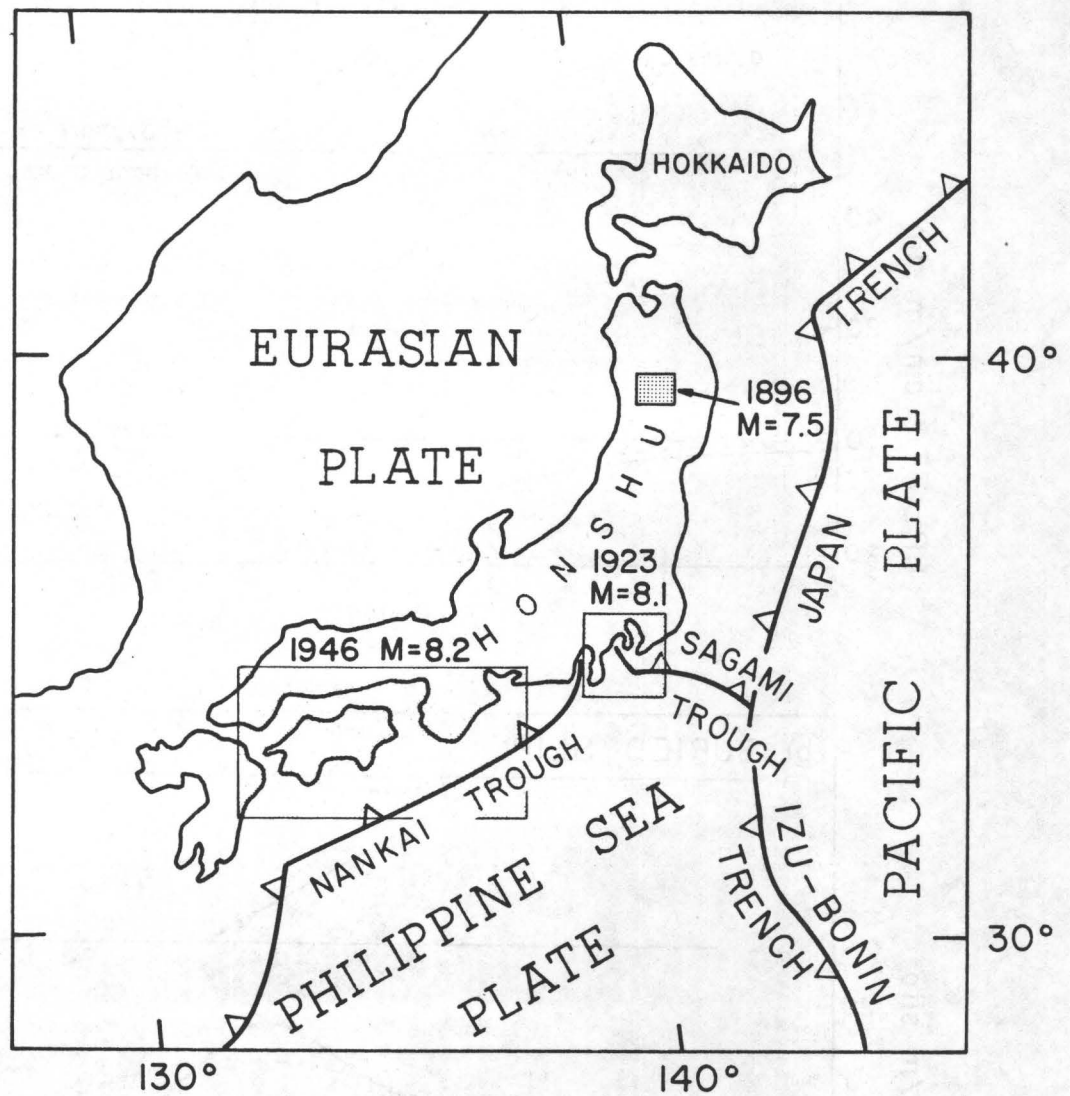 HOKKAIDO
TRENCH
40°
EURASIAN
PLATE
1896
M=7.5
HONSHU
JAPAN
PACIFIC PLATE
1923
M=8.1
1946 M=8.2
SAGAMI
TROUGH
NANKAI
TROUGH
PHILIPPINE SEA
PLATE
IZU-BONIN
TRENCH
30°
130°
140°